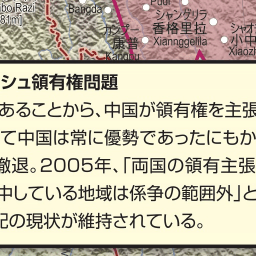 Baboda
プー
シャングリラ
カンプー
康普
Kangpu
香格里拉
Xianggelila
シャオ
小中
Xiaozh
ーシュ領有権問題
あることから、中国が領有権を主張
て中国は常に優勢であったにもか
撤退。2005年、「両国の領有主張
中している地域は係争の範囲外」と
記の現状が維持されている。